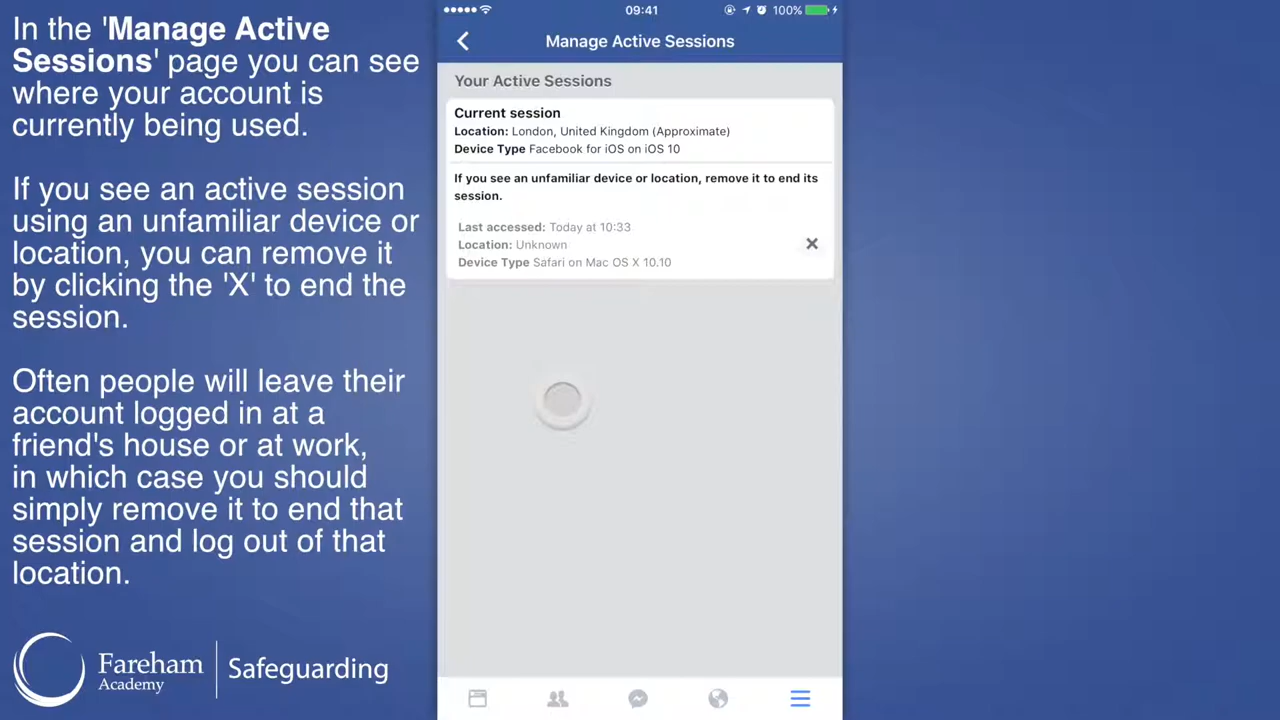 In the 'Manage Active
Sessions' page you can see
where your account is
currently being used.
If you see an active session
using an unfamiliar device or
location, you can remove it
by clicking the 'X' to end the
session.
Often people will leave their
account logged in at a
friend's house or at work,
in which case you should
simply remove it to end that
session and log out of that
location.
Fareham
Academy
Safeguarding
09:41
100%
Manage Active Sessions
Your Active Sessions
Current session
Location: London, United Kingdom (Approximate)
Device Type Facebook for iOS on iOS 10
If you see an unfamiliar device or location, remove it to end its
session.
Last accessed: Today at 10:33
Location: Unknown
Device Type Safari on Mac OS X 10.10